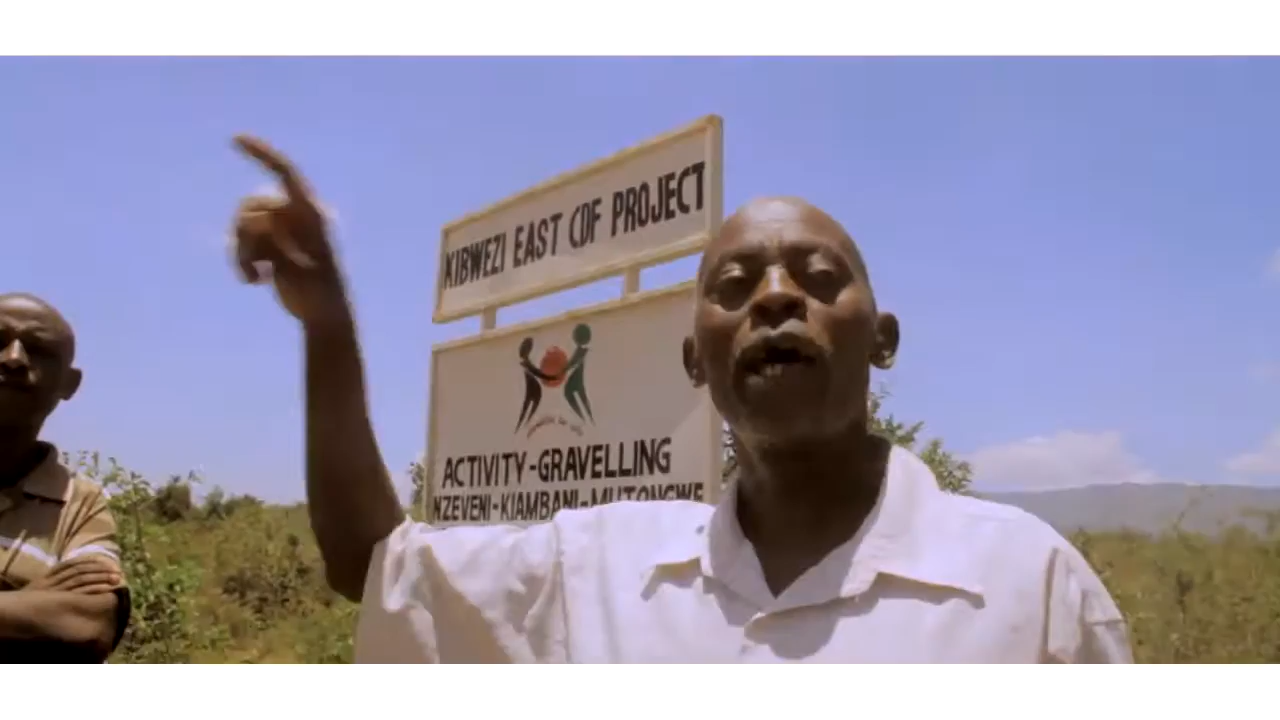 KIBWEZI EAST CDF PROJECT
ACTIVITY-GRAVELLING
NZEVENI-KIAMBANI-MUTONGWE